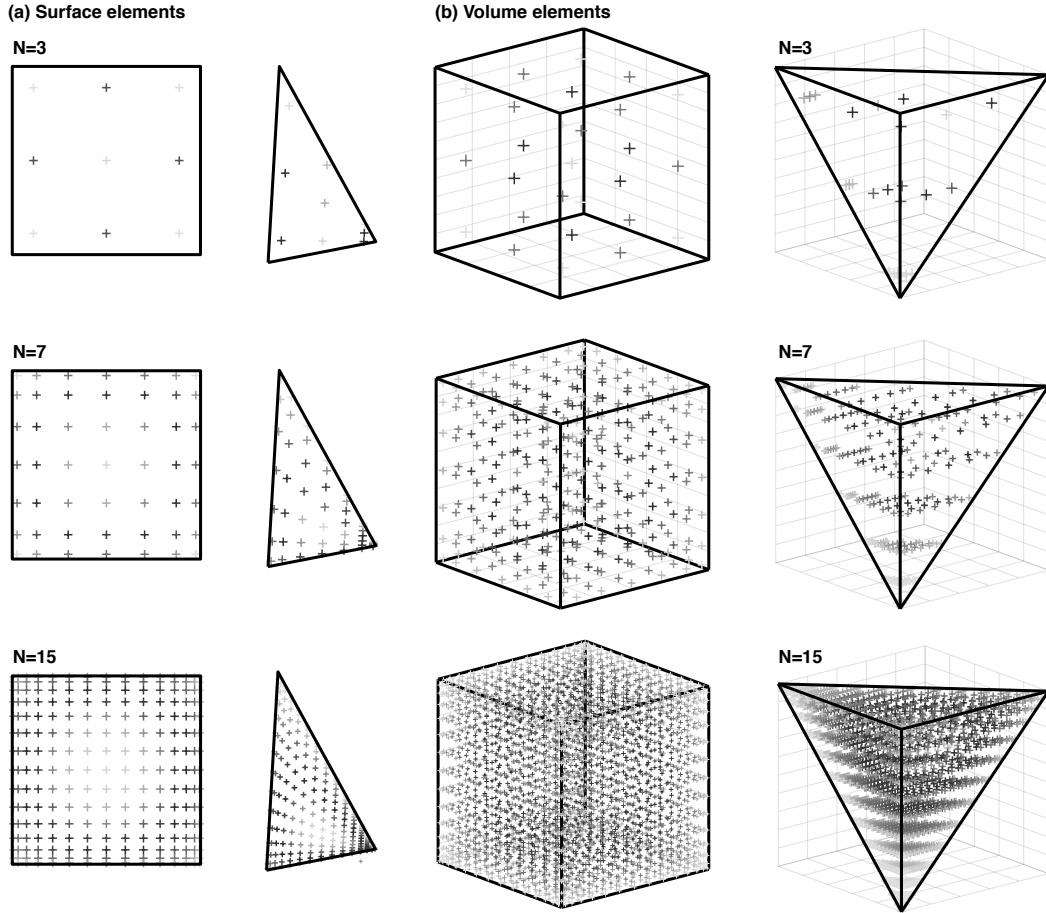 (a) Surface elements
(b) Volume elements
N=3
N=3
N=7
N=7
N=15
N=15